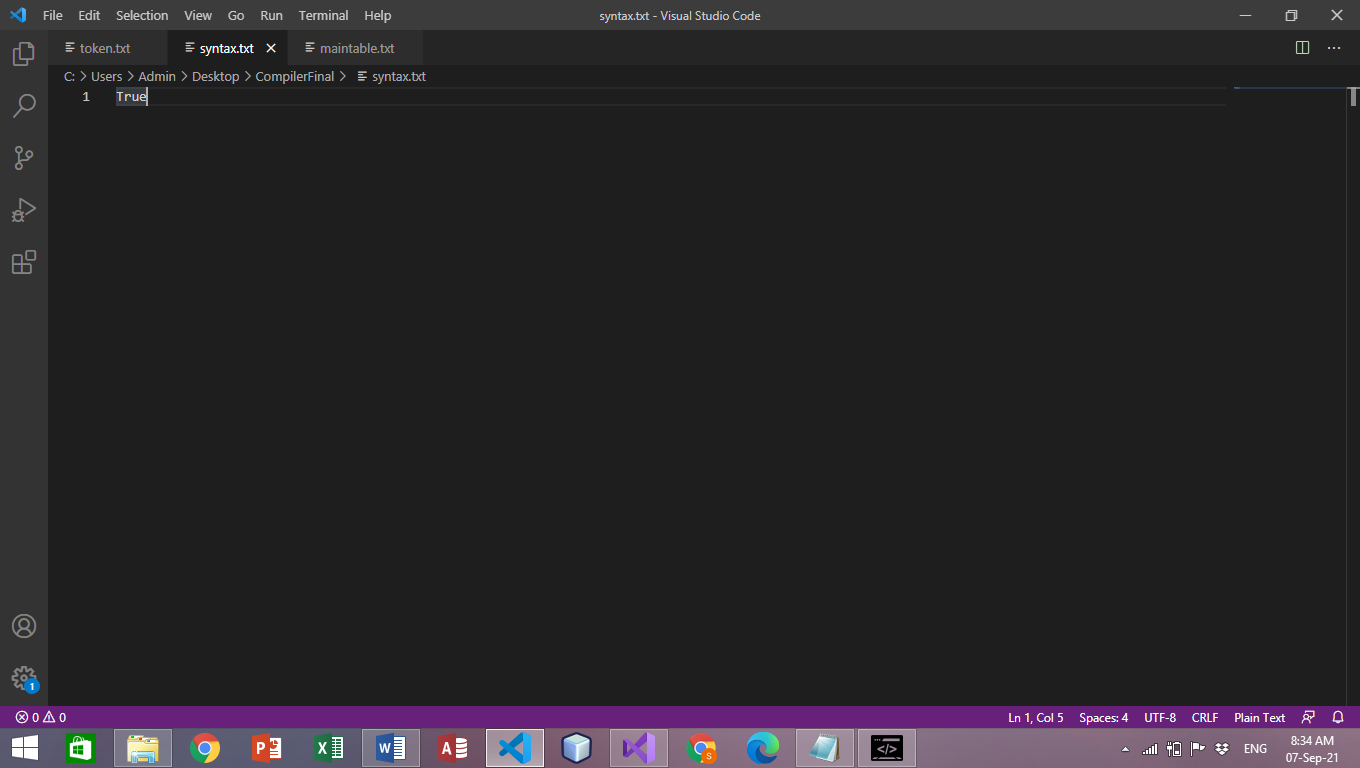 File Edit Selection View Go Run Terminal Help syntax.txt - Visual Studio Code
token.txt syntax.txt maintable.txt
C: > Users > Admin > Desktop > CompilerFinal > syntax.txt
1 True
1
0 0 Ln 1, Col 5 Spaces: 4 UTF-8 CRLF Plain Text
P X W A S </> ENG 8:34 AM
07-Sep-21